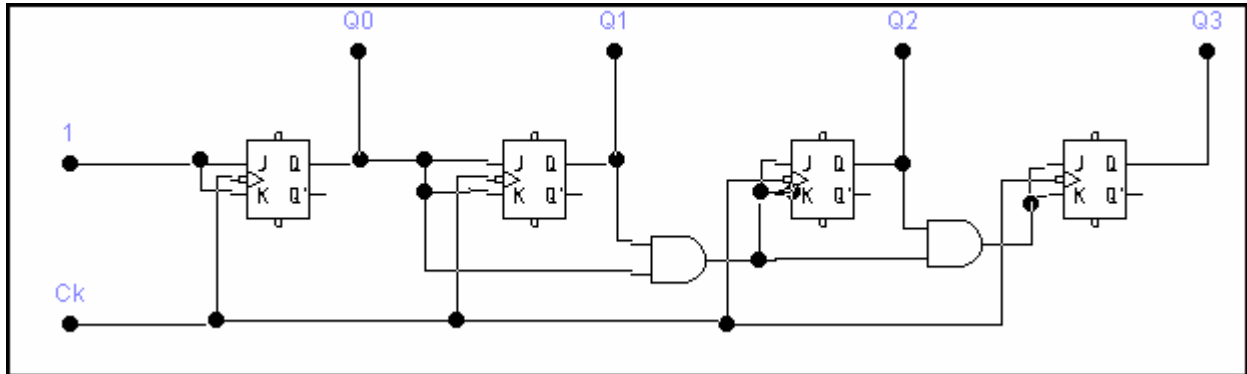 Q0 Q1 Q2 Q3
1
J Q J Q J Q J Q
K Q' K Q' K Q' K Q'
Ck